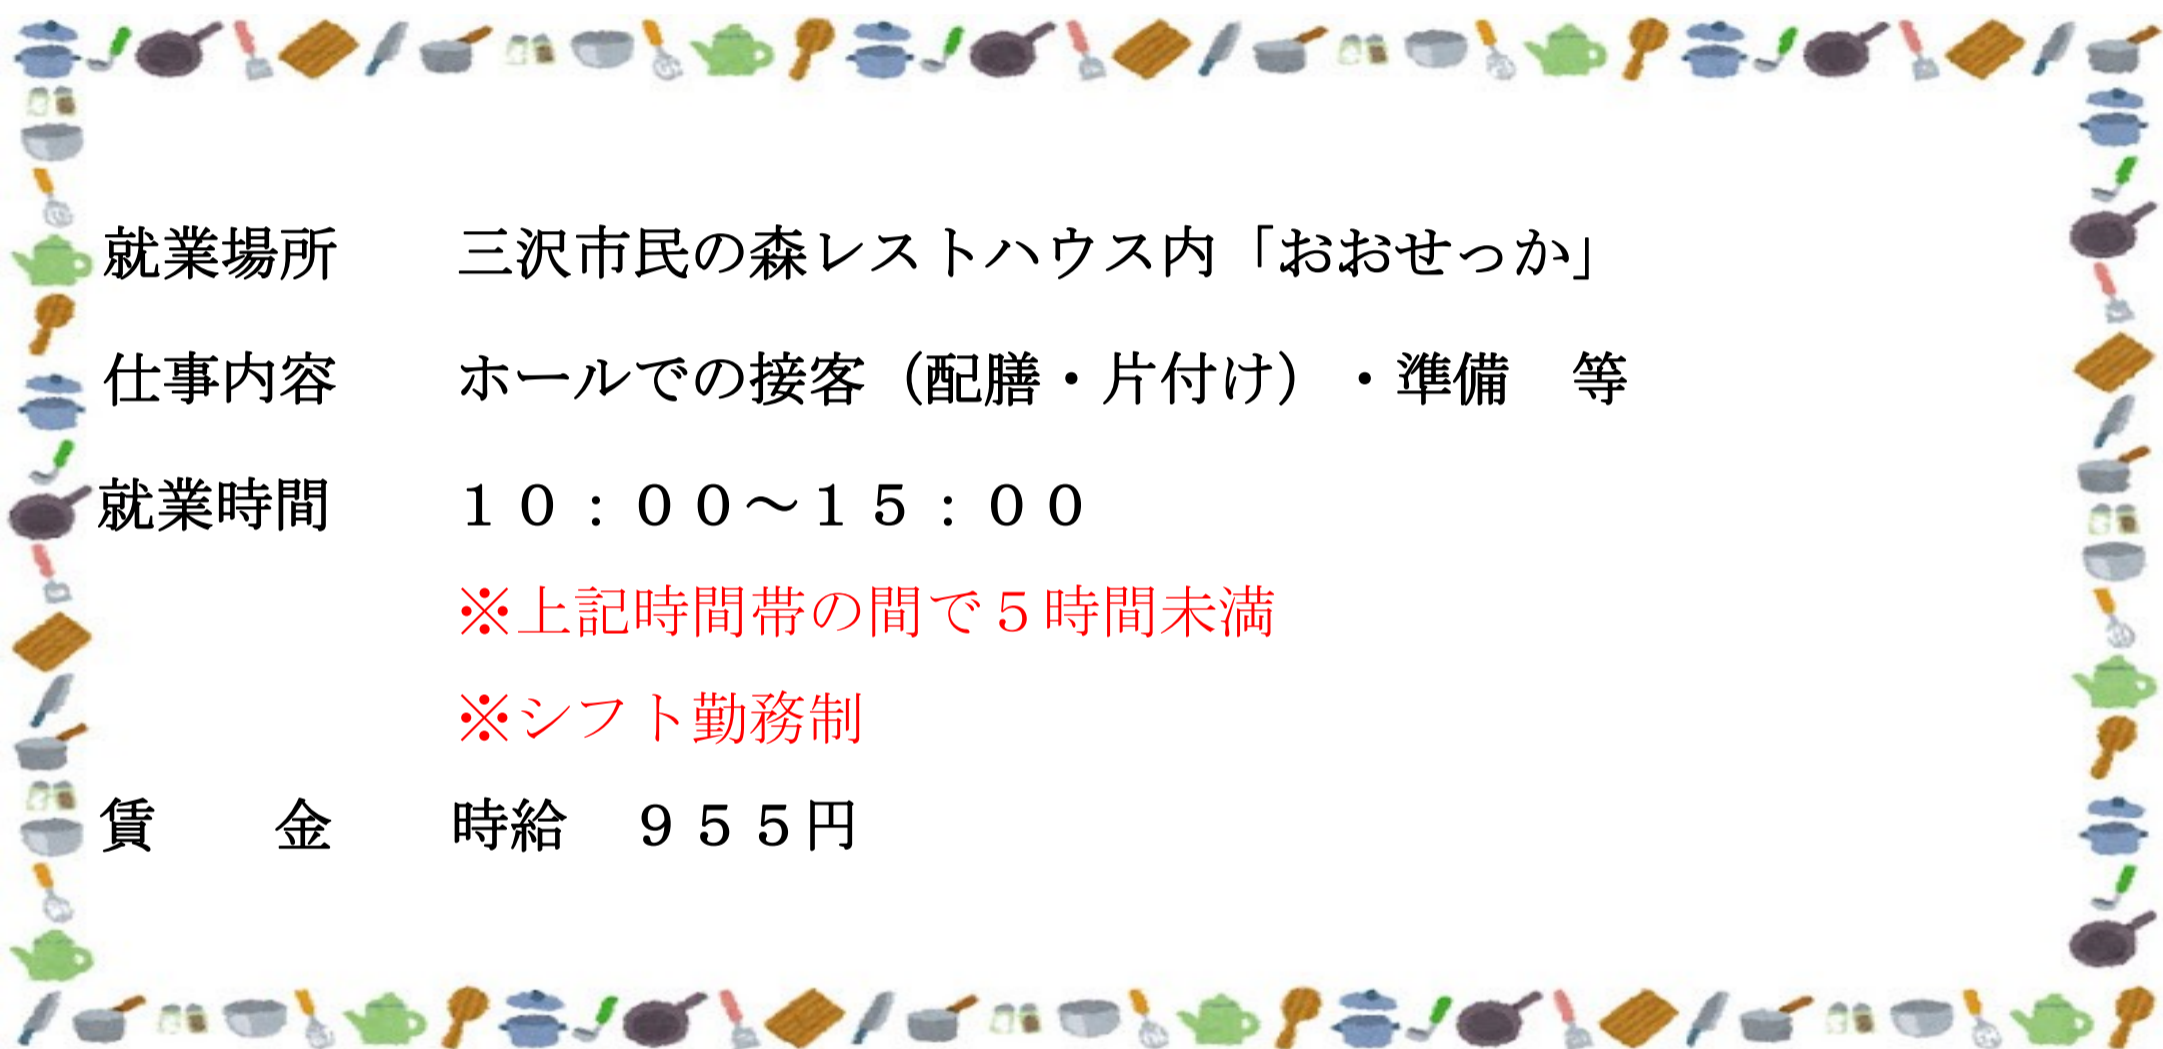 就業場所　　三沢市民の森レストハウス内「おおせっか」
仕事内容　　ホールでの接客（配膳・片付け）・準備　等
就業時間　　１０：００～１５：００
※上記時間帯の間で５時間未満
※シフト勤務制
賃　　金　　時給　９５５円